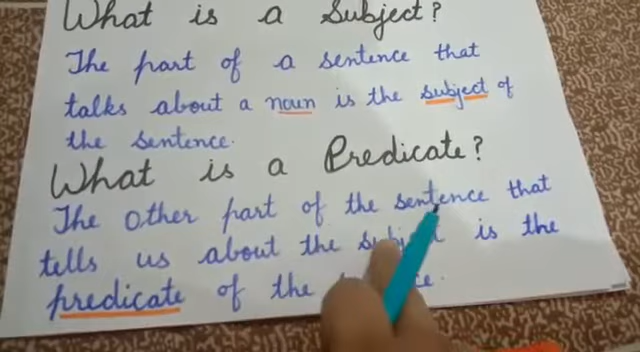 What is a Subject?
The part of a sentence that
talks about a noun is the subject of
the sentence.
What is a Predicate?
The Other part of the sentence that
tells us about the subject is the
predicate of the